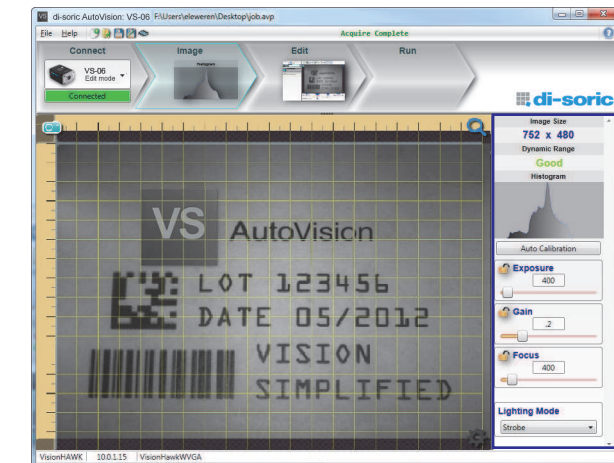 di-soric AutoVision: VS-06 F:\Users\eleweren\Desktop\job.avp
File Help
Acquire Complete
Connect
Image
Edit
Run
VS-06
Edit mode
Connected
Histogram
di-soric
Image Size
752 x 480
Dynamic Range
Good
Histogram
Auto Calibration
Exposure
400
Gain
.2
Focus
400
Lighting Mode
Strobe
VS AutoVision
LOT 123456
DATE 05/2012
VISION
SIMPLIFIED
VisionHAWK 10.0.1.15 VisionHawkWVGA